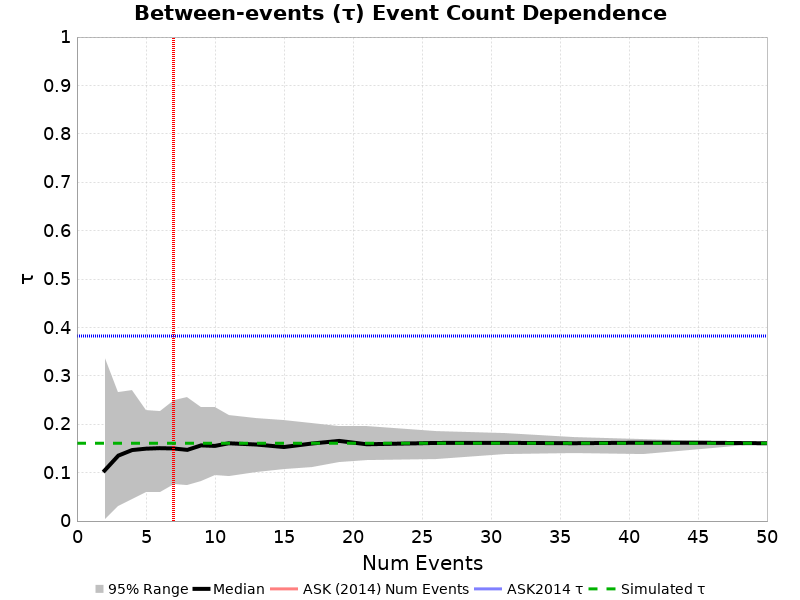 Between-events (τ) Event Count Dependence
1
0.9
0.8
0.7
0.6
0.5
0.4
0.3
0.2
0.1
0
τ
0 5 10 15 20 25 30 35 40 45 50
Num Events
95% Range Median ASK (2014) Num Events ASK2014 τ Simulated τ